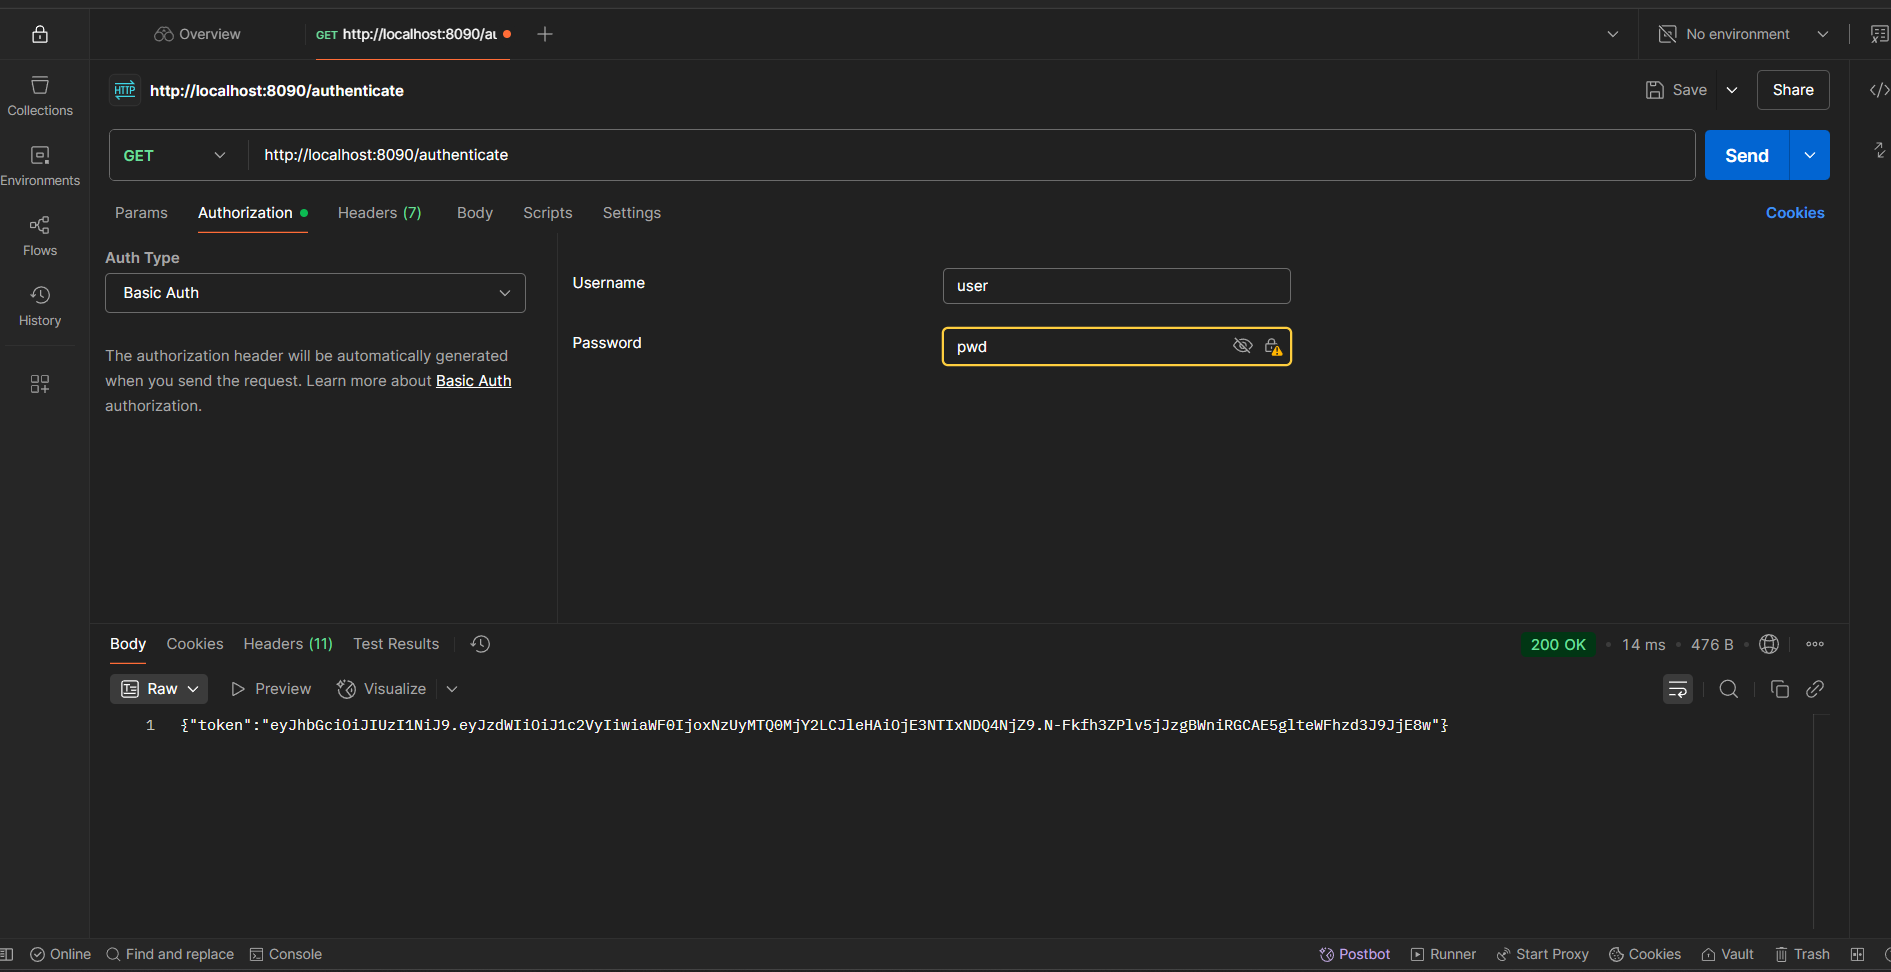 Overview
GET http://localhost:8090/au
No environment
Collections
Environments
Flows
History
HTTP
http://localhost:8090/authenticate
Save
Share
GET
http://localhost:8090/authenticate
Send
Params
Authorization
Headers (7)
Body
Scripts
Settings
Cookies
Auth Type
Basic Auth
The authorization header will be automatically generated
when you send the request. Learn more about Basic Auth
authorization.
Username
user
Password
pwd
Body
Cookies
Headers (11)
Test Results
200 OK
14 ms
476 B
Raw
Preview
Visualize
1
{"token":"eyJhbGciOiJIUzI1NiJ9.eyJzdWIiOiJ1c2VyIiwiaWF0IjoxNzUyMTQ0MjY2LCJleHAiOjE3NTIxNDQ4NjZ9.N-Fkfh3ZPlv5jJzgBWniRGCAE5glteWFhzd3J9JjE8w"}
Online
Find and replace
Console
Postbot
Runner
Start Proxy
Cookies
Vault
Trash